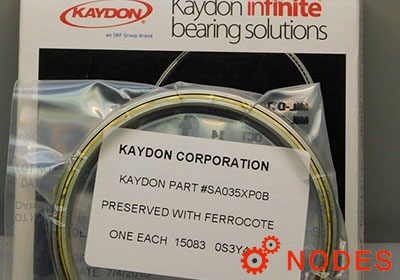 KAYDON
an SKF Group brand
Kaydon infinite
bearing solutions
KAYDON CORPORATION
KAYDON PART #SA035XP0B
PRESERVED WITH FERROCOTE
ONE EACH 15083
NODES